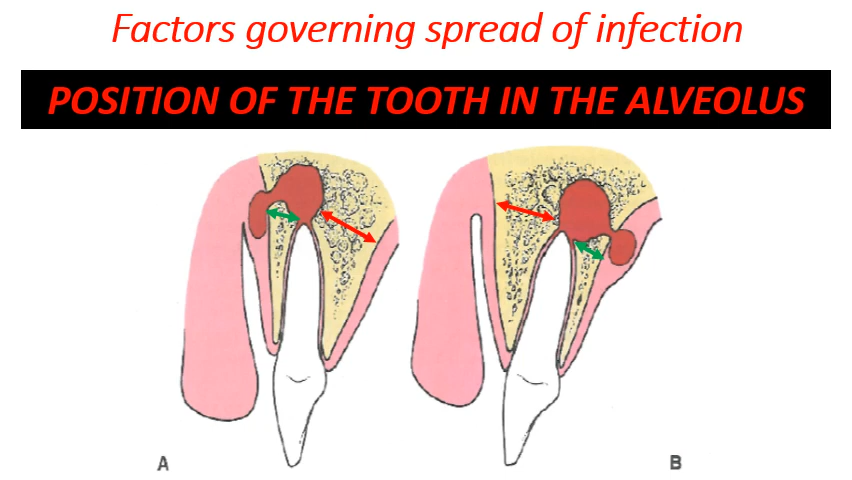 Factors governing spread of infection
POSITION OF THE TOOTH IN THE ALVEOLUS
A
B